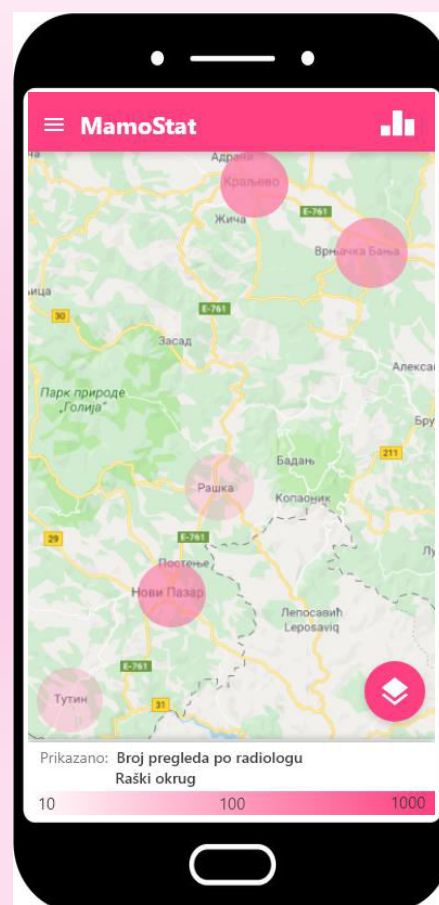 MamoStat
Адрани
Краљево
E-761
Жича
Врњачка Бања
ица
E-761
30
Засад
Алексан
Парк природе
„Голија”
Бру
211
Бадањ
Рашка
Копаоник
29
E-761
Постење
Нови Пазар
Лепосавић
Leposaviq
E-761
Тутин
31
Prikazano: Broj pregleda po radiologu
Raški okrug
10 100 1000